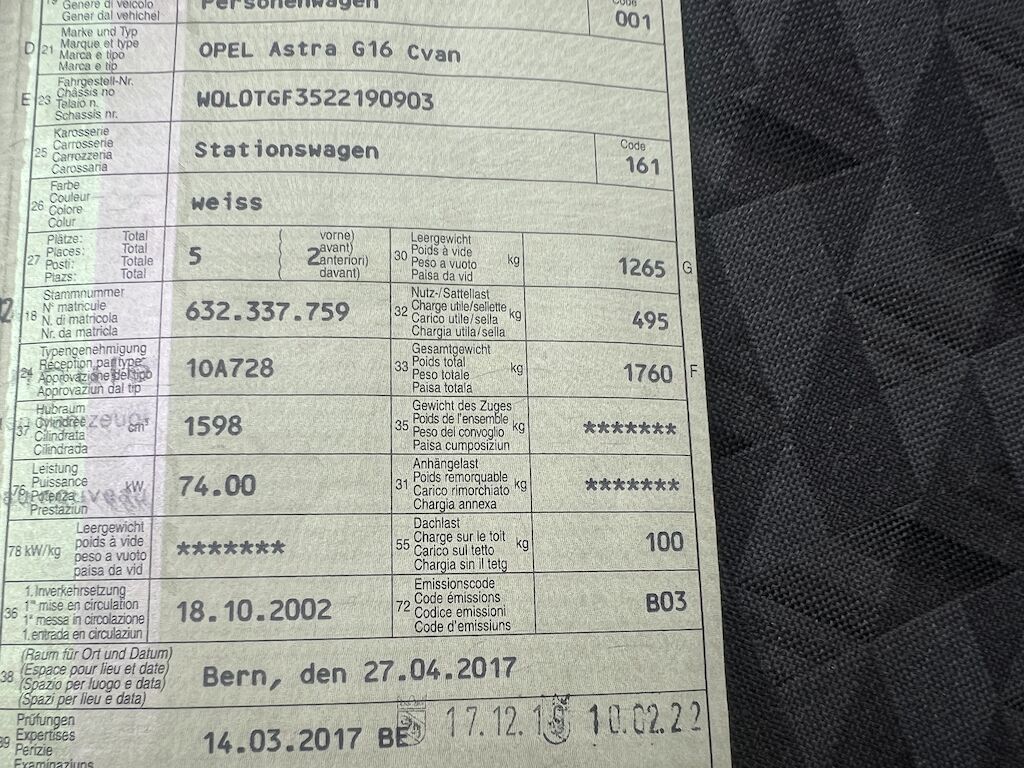 19 Genere di veicolo Personenwagen Code
Gener dal vehichel 001
Marke und Typ
D 21 Marque et type OPEL Astra G16 Cvan
Marca e tipo
Marca e tip
Fahrgestell-Nr.
E 23 Châssis no WOLOTGF3522190903
Telaio n.
Schassis nr.
Karosserie
25 Carrosserie Stationswagen Code
Carrozzeria 161
Carossaria
Farbe
26 Couleur weiss
Colore
Colur
Plätze: Total vorne) Leergewicht
27 Places: Total 5 ( 2 avant) 30 Poids à vide kg 1265 G
Posti: Totale anteriori) Peso a vuoto
Plazs: Total davant) Paisa da vid
Stammnummer Nutz-/Sattellast
18 N° matricule 632.337.759 32 Charge utile/sellette kg 495
N. di matricola Carico utile/sella
Nr. da matricla Chargia utila/sella
Typengenehmigung Gesamtgewicht
24 Réception par type 10A728 33 Poids total kg 1760 F
Approvazione del tipo Peso totale
Approvaziun dal tip Paisa totala
Hubraum Gewicht des Zuges
37 Cylindrée cm³ 1598 35 Poids de l'ensemble kg *******
Cilindrata Peso del convoglio
Cilindrada Paisa cumposiziun
Leistung Anhängelast
76 Puissance kW 74.00 31 Poids remorquable kg *******
Potenza Carico rimorchiato
Prestaziun Chargia annexa
Leergewicht Dachlast
78 kW/kg poids à vide ******* 55 Charge sur le toit kg 100
peso a vuoto Carico sul tetto
paisa da vid Chargia sin il tetg
1. Inverkehrsetzung Emissionscode
36 1re mise en circulation 18.10.2002 72 Code émissions B03
1a messa in circolazione Codice emissioni
1. entrada en circulaziun Code d'emissiuns
(Raum für Ort und Datum)
38 (Espace pour lieu et date) Bern, den 27.04.2017
(Spazio per luogo e data)
(Spazi per lieu e data)
Prüfungen
39 Expertises 14.03.2017 BE 17.12.19 10.02.22
Perizie
Examinaziuns